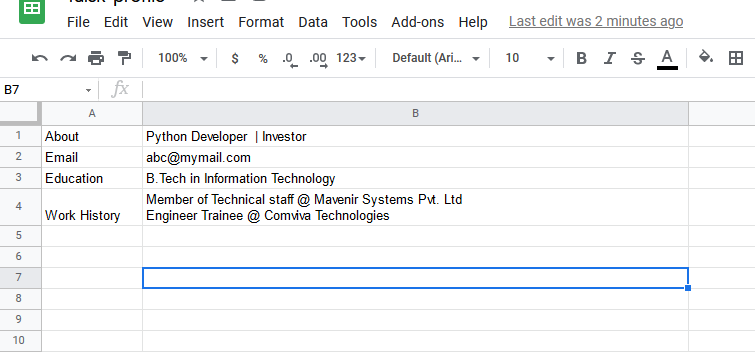 File Edit View Insert Format Data Tools Add-ons Help Last edit was 2 minutes ago
100% $ % .0 .00 123 Default (Ari... 10 B I S A
B7 fx
A B
1 About Python Developer | Investor
2 Email abc@mymail.com
3 Education B.Tech in Information Technology
Member of Technical staff @ Mavenir Systems Pvt. Ltd
4 Work History Engineer Trainee @ Comviva Technologies
5
6
7
8
9
10